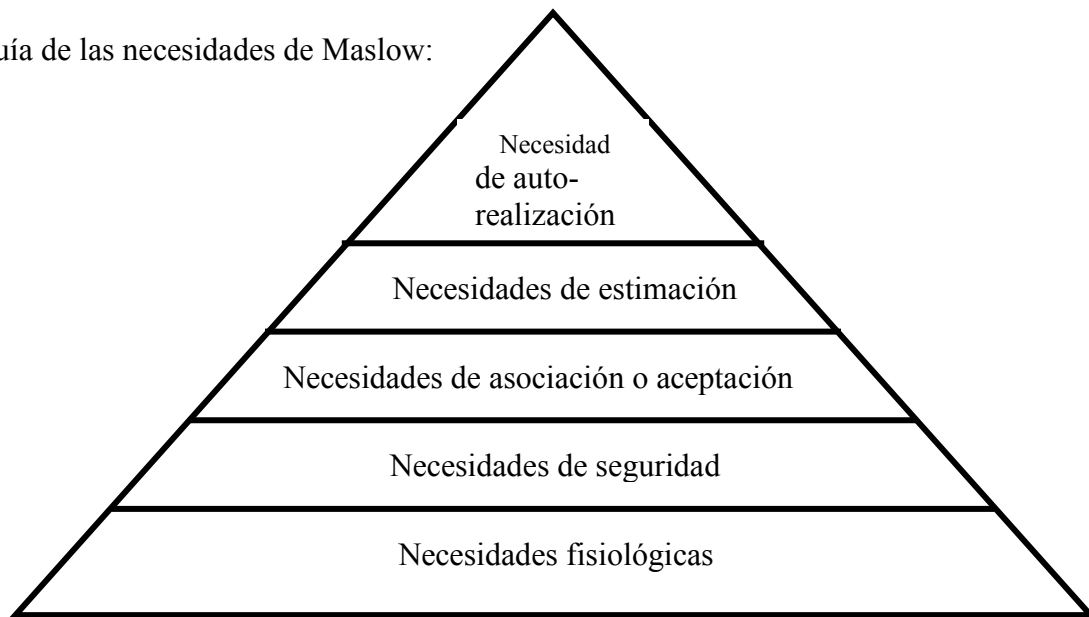 uía de las necesidades de Maslow:
Necesidad
de auto-
realización
Necesidades de estimación
Necesidades de asociación o aceptación
Necesidades de seguridad
Necesidades fisiológicas